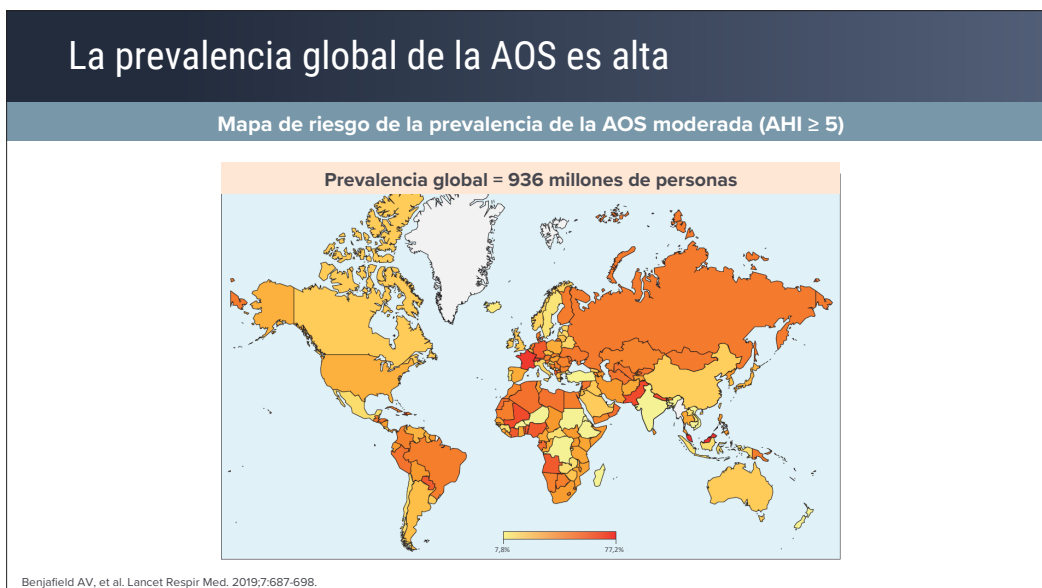 La prevalencia global de la AOS es alta
Mapa de riesgo de la prevalencia de la AOS moderada (AHI ≥ 5)
Prevalencia global = 936 millones de personas
7,8%
77,2%
Benjafield AV, et al. Lancet Respir Med. 2019;7:687-698.